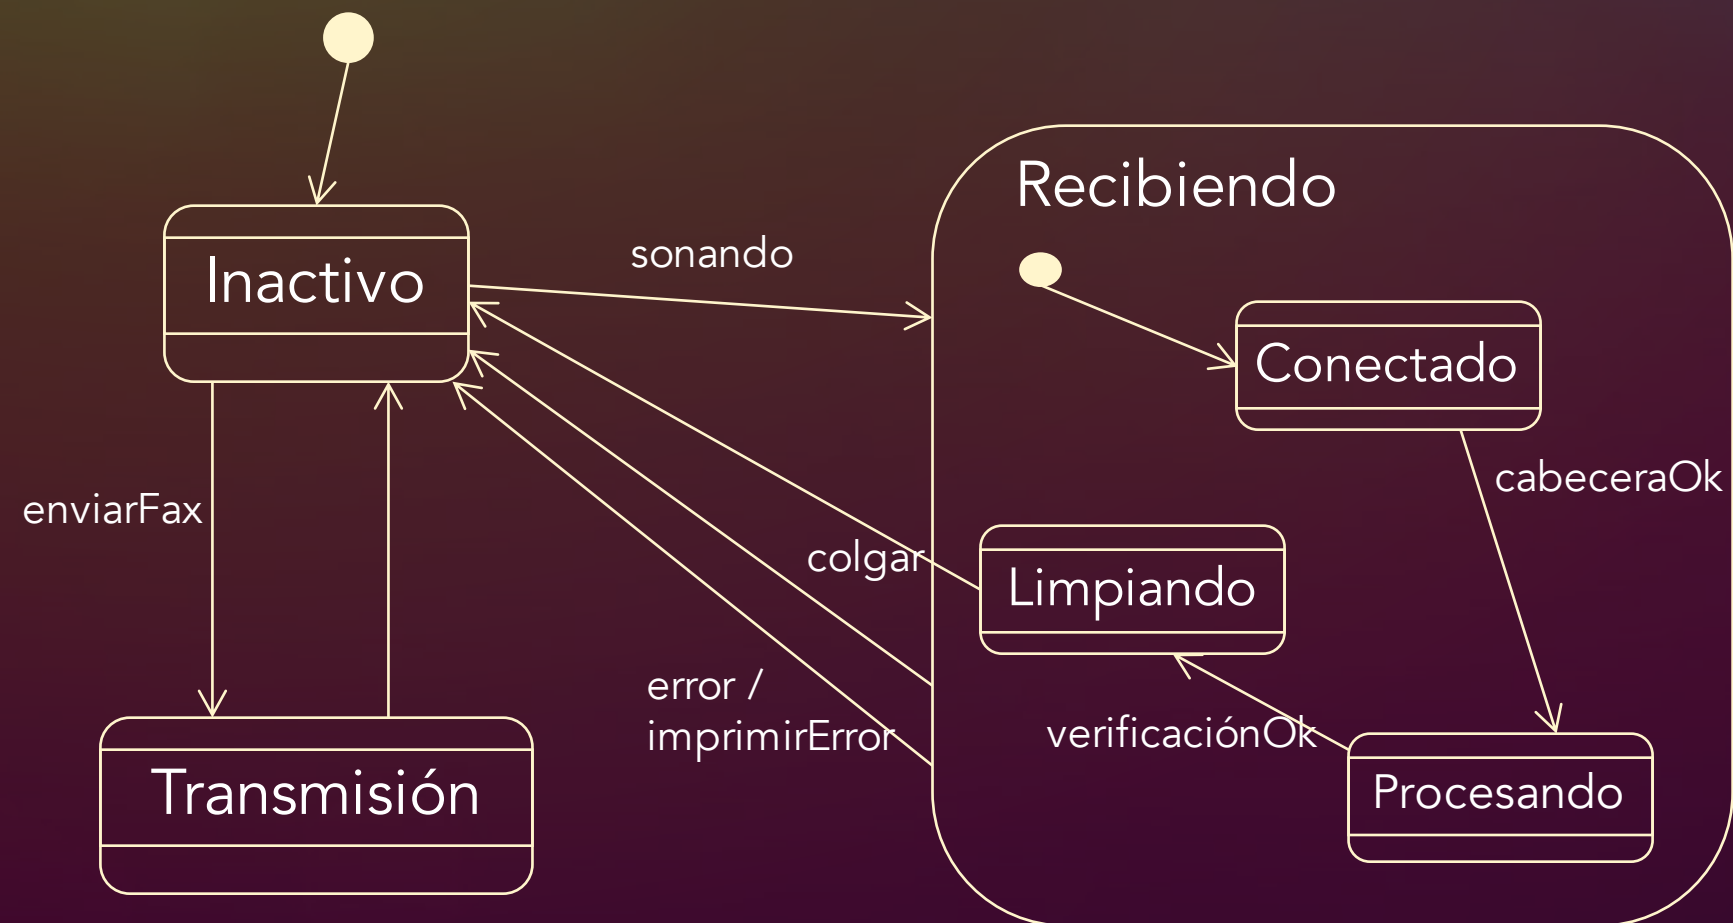 Recibiendo
sonando
Inactivo
Conectado
cabeceraOk
enviarFax
colgar
Limpiando
error /
imprimirError
verificaciónOk
Transmisión
Procesando